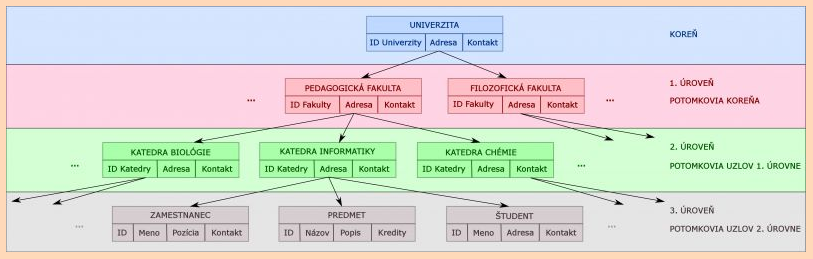 UNIVERZITA
ID Univerzity Adresa Kontakt
KOREŇ
PEDAGOGICKÁ FAKULTA
ID Fakulty Adresa Kontakt
FILOZOFICKÁ FAKULTA
ID Fakulty Adresa Kontakt
...
...
1. ÚROVEŇ
POTOMKOVIA KOREŇA
KATEDRA BIOLÓGIE
ID Katedry Adresa Kontakt
KATEDRA INFORMATIKY
ID Katedry Adresa Kontakt
KATEDRA CHÉMIE
ID Katedry Adresa Kontakt
...
...
2. ÚROVEŇ
POTOMKOVIA UZLOV 1. ÚROVNE
ZAMESTNANEC
ID Meno Pozícia Kontakt
PREDMET
ID Názov Popis Kredity
ŠTUDENT
ID Meno Adresa Kontakt
...
...
3. ÚROVEŇ
POTOMKOVIA UZLOV 2. ÚROVNE